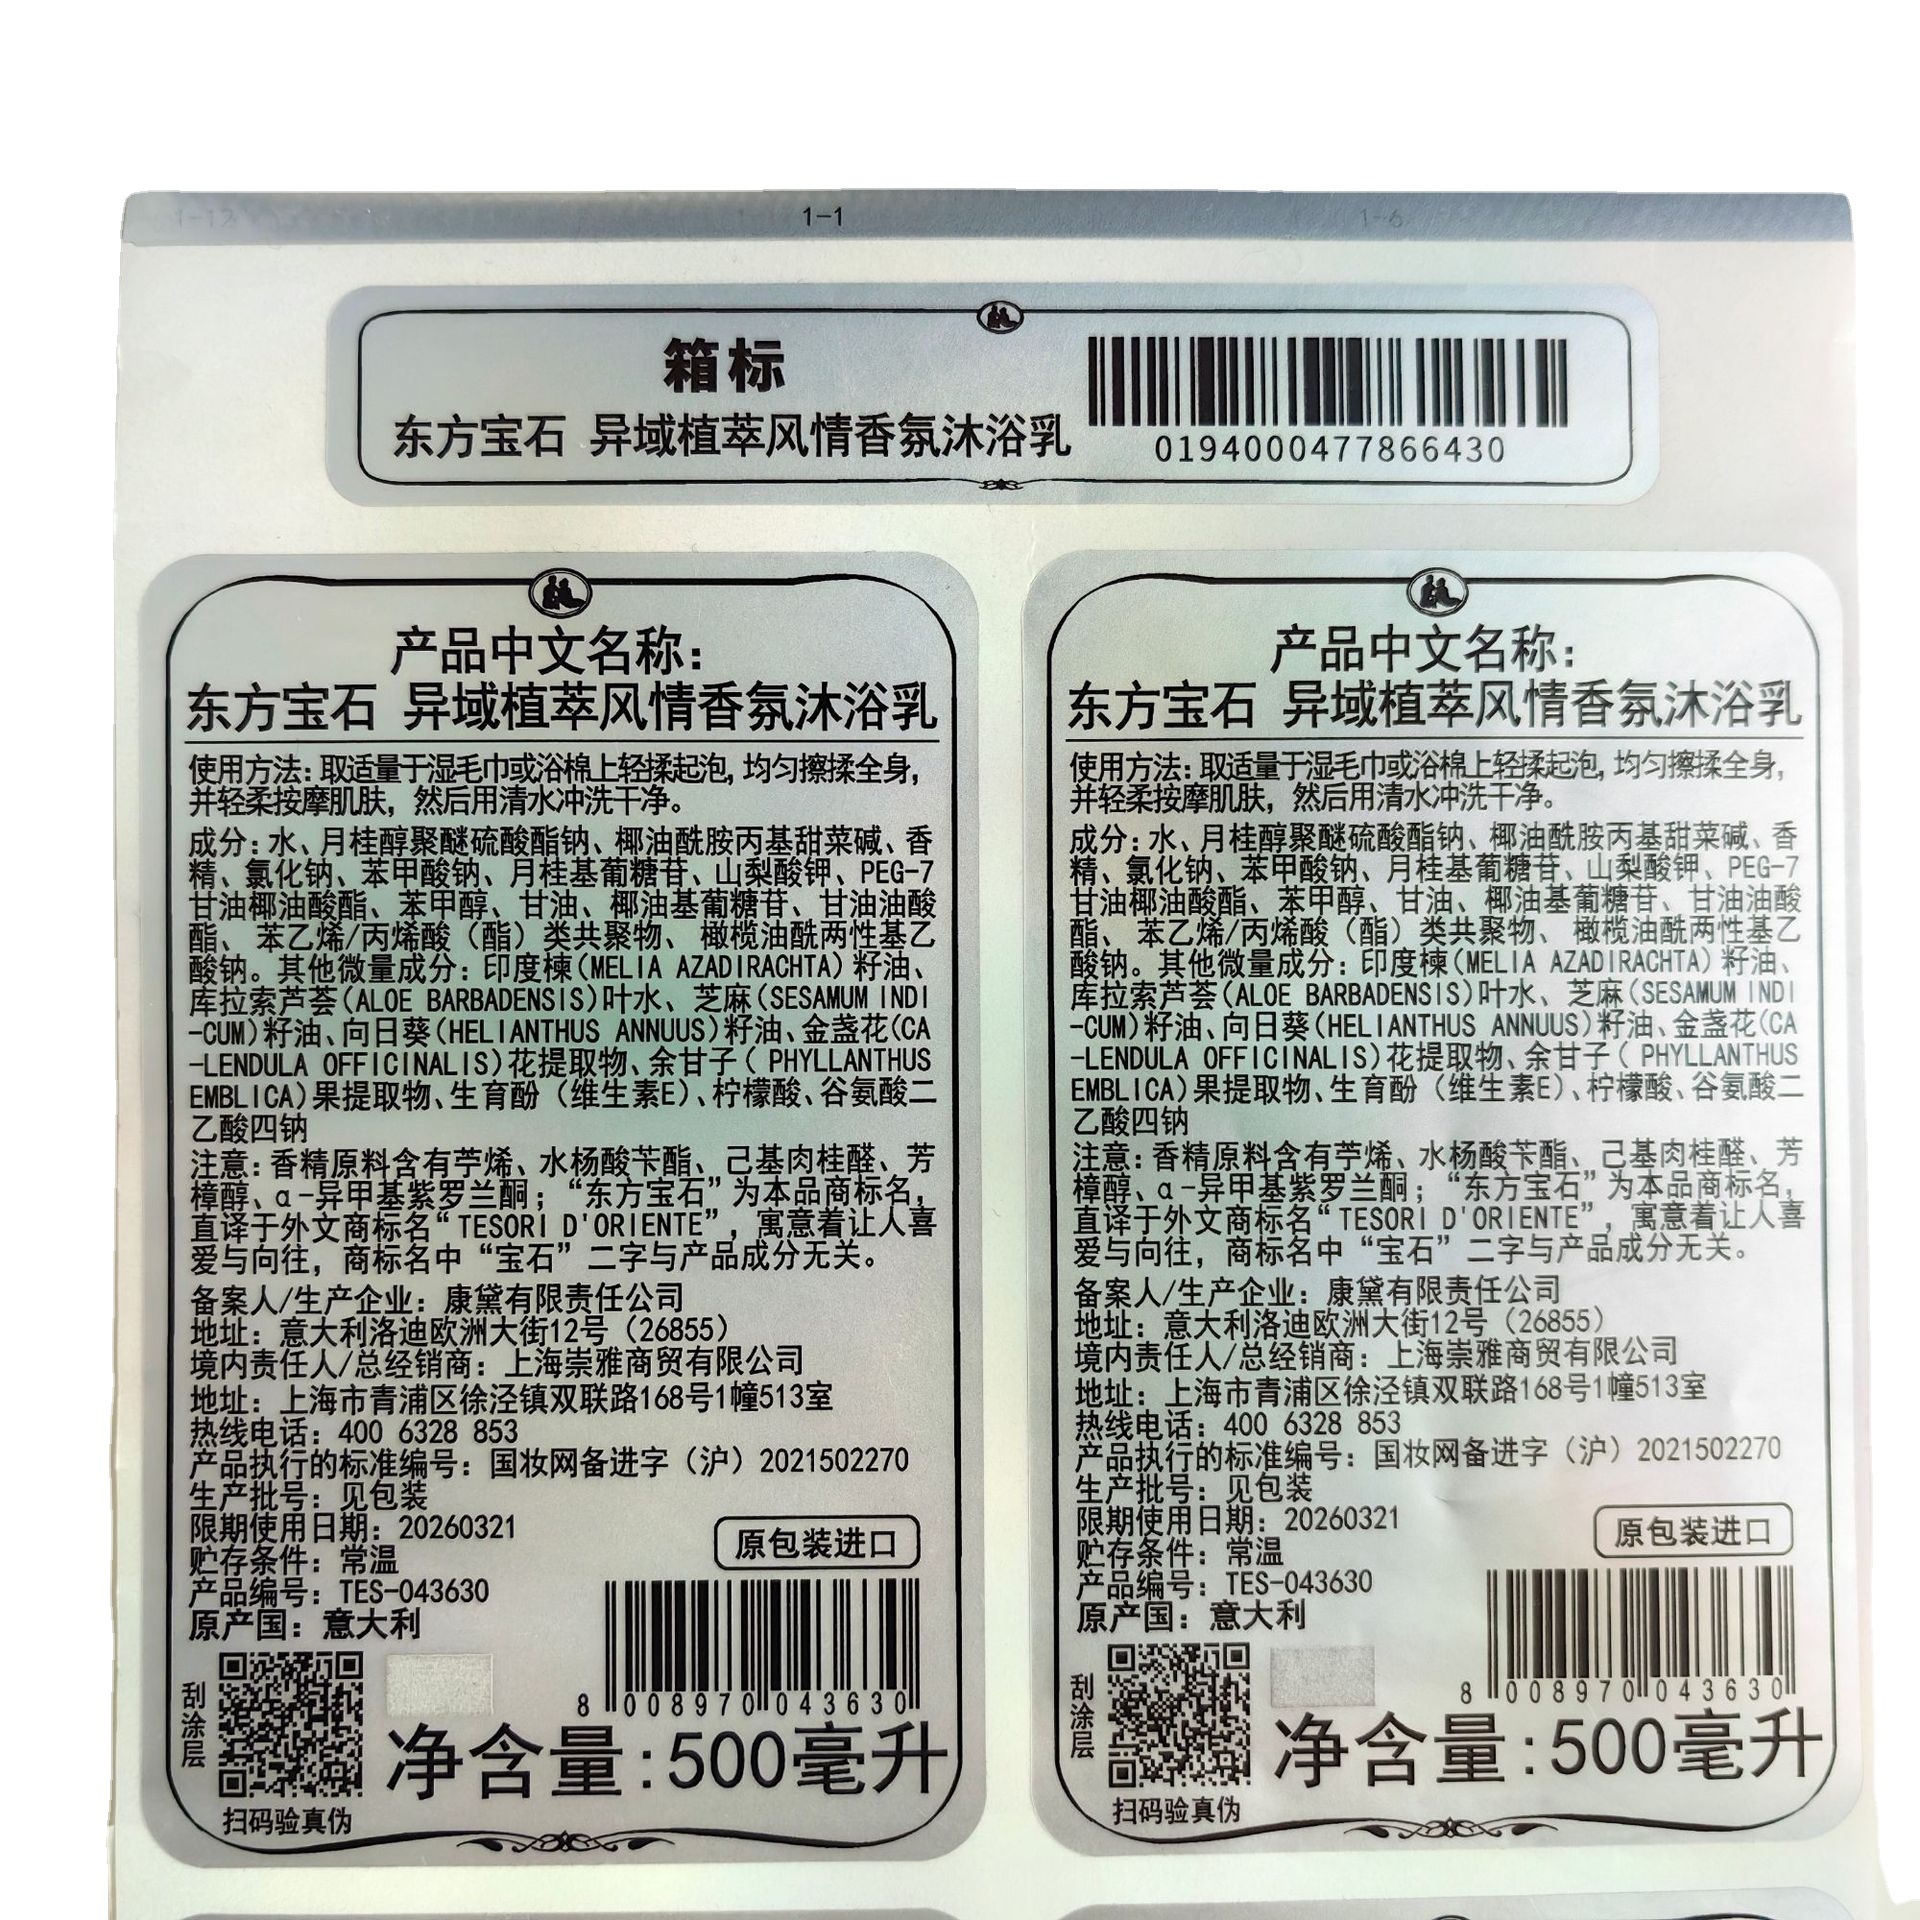 1-12
1-1
1-6
箱标
东方宝石 异域植萃风情香氛沐浴乳
0194000477866430
产品中文名称：
东方宝石 异域植萃风情香氛沐浴乳
使用方法：取适量于湿毛巾或浴棉上轻揉起泡，均匀擦揉全身，
并轻柔按摩肌肤，然后用清水冲洗干净。
成分：水、月桂醇聚醚硫酸酯钠、椰油酰胺丙基甜菜碱、香
精、氯化钠、苯甲酸钠、月桂基葡糖苷、山梨酸钾、PEG-7
甘油椰油酸酯、苯甲醇、甘油、椰油基葡糖苷、甘油油酸
酯、苯乙烯/丙烯酸（酯）类共聚物、橄榄油酰两性基乙
酸钠。其他微量成分：印度楝(MELIA AZADIRACHTA)籽油、
库拉索芦荟(ALOE BARBADENSIS)叶水、芝麻(SESAMUM INDI
-CUM)籽油、向日葵(HELIANTHUS ANNUUS)籽油、金盏花(CA
-LENDULA OFFICINALIS)花提取物、余甘子( PHYLLANTHUS
EMBLICA)果提取物、生育酚（维生素E）、柠檬酸、谷氨酸二
乙酸四钠
注意：香精原料含有苧烯、水杨酸苄酯、己基肉桂醛、芳
樟醇、α-异甲基紫罗兰酮；“东方宝石”为本品商标名，
直译于外文商标名“TESORI D'ORIENTE”，寓意着让人喜
爱与向往，商标名中“宝石”二字与产品成分无关。
备案人/生产企业：康黛有限责任公司
地址：意大利洛迪欧洲大街12号（26855）
境内责任人/总经销商：上海崇雅商贸有限公司
地址：上海市青浦区徐泾镇双联路168号1幢513室
热线电话：400 6328 853
产品执行的标准编号：国妆网备进字（沪）2021502270
生产批号：见包装
限期使用日期：20260321
贮存条件：常温
产品编号：TES-043630
原产国：意大利
原包装进口
8 008970 043630
刮涂层
扫码验真伪
净含量:500毫升
产品中文名称：
东方宝石 异域植萃风情香氛沐浴乳
使用方法：取适量于湿毛巾或浴棉上轻揉起泡，均匀擦揉全身，
并轻柔按摩肌肤，然后用清水冲洗干净。
成分：水、月桂醇聚醚硫酸酯钠、椰油酰胺丙基甜菜碱、香
精、氯化钠、苯甲酸钠、月桂基葡糖苷、山梨酸钾、PEG-7
甘油椰油酸酯、苯甲醇、甘油、椰油基葡糖苷、甘油油酸
酯、苯乙烯/丙烯酸（酯）类共聚物、橄榄油酰两性基乙
酸钠。其他微量成分：印度楝(MELIA AZADIRACHTA)籽油、
库拉索芦荟(ALOE BARBADENSIS)叶水、芝麻(SESAMUM INDI
-CUM)籽油、向日葵(HELIANTHUS ANNUUS)籽油、金盏花(CA
-LENDULA OFFICINALIS)花提取物、余甘子( PHYLLANTHUS
EMBLICA)果提取物、生育酚（维生素E）、柠檬酸、谷氨酸二
乙酸四钠
注意：香精原料含有苧烯、水杨酸苄酯、己基肉桂醛、芳
樟醇、α-异甲基紫罗兰酮；“东方宝石”为本品商标名，
直译于外文商标名“TESORI D'ORIENTE”，寓意着让人喜
爱与向往，商标名中“宝石”二字与产品成分无关。
备案人/生产企业：康黛有限责任公司
地址：意大利洛迪欧洲大街12号（26855）
境内责任人/总经销商：上海崇雅商贸有限公司
地址：上海市青浦区徐泾镇双联路168号1幢513室
热线电话：400 6328 853
产品执行的标准编号：国妆网备进字（沪）2021502270
生产批号：见包装
限期使用日期：20260321
贮存条件：常温
产品编号：TES-043630
原产国：意大利
原包装进口
8 008970 043630
刮涂层
扫码验真伪
净含量:500毫升